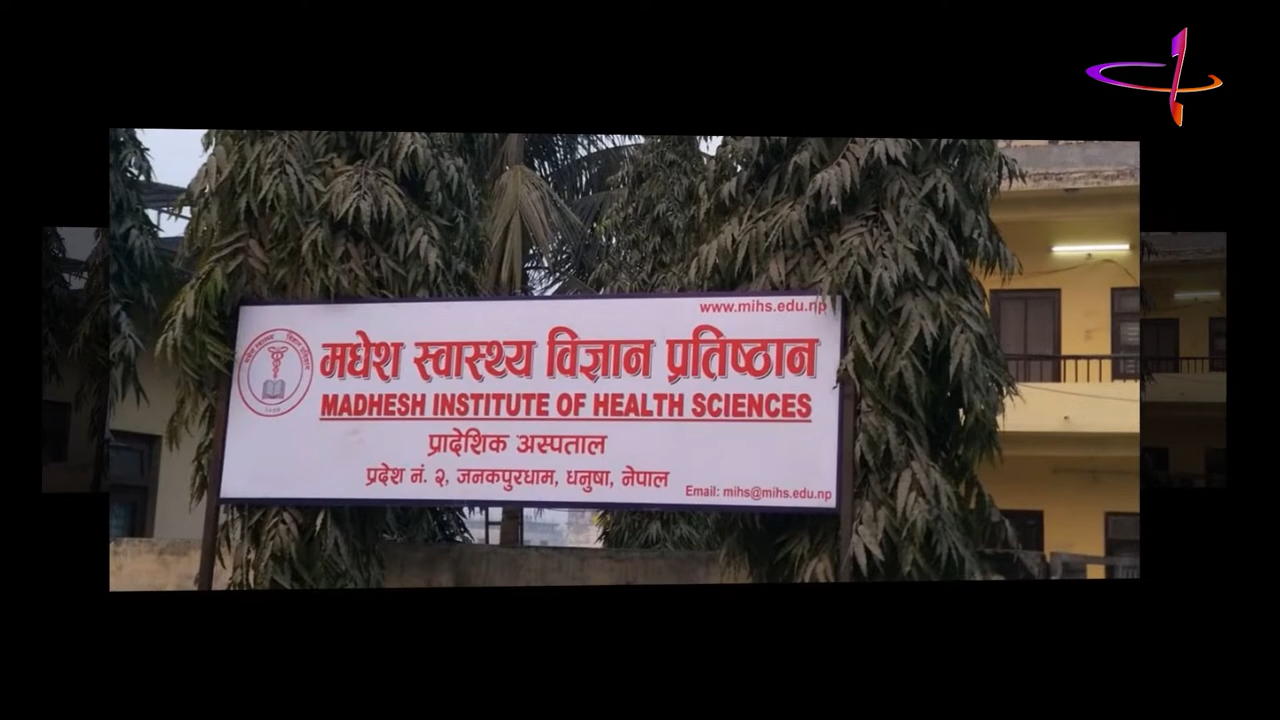 www.mihs.edu.np
मधेश स्वास्थ्य विज्ञान प्रतिष्ठान
MADHESH INSTITUTE OF HEALTH SCIENCES
प्रादेशिक अस्पताल
प्रदेश नं. २, जनकपुरधाम, धनुषा, नेपाल
Email: mihs@mihs.edu.np